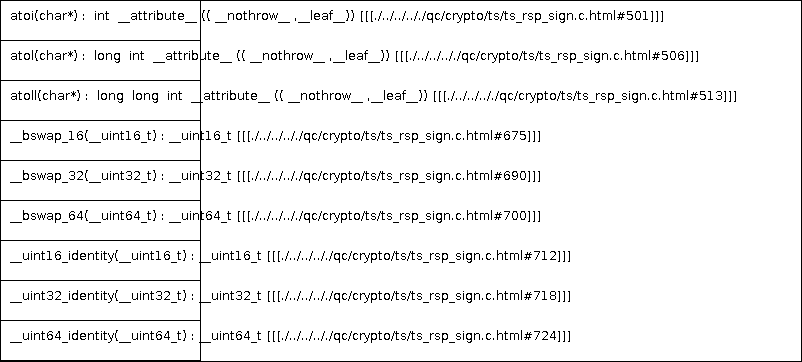 atoi(char*) : int __attribute__ (( __nothrow__ ,__leaf__)) [[[./../../../qc/crypto/ts/ts_rsp_sign.c.html#501]]]
atol(char*) : long int __attribute__ (( __nothrow__ ,__leaf__)) [[[./../../../qc/crypto/ts/ts_rsp_sign.c.html#506]]]
atoll(char*) : long long int __attribute__ (( __nothrow__ ,__leaf__)) [[[./../../../qc/crypto/ts/ts_rsp_sign.c.html#513]]]
__bswap_16(__uint16_t) : __uint16_t [[[./../../../qc/crypto/ts/ts_rsp_sign.c.html#675]]]
__bswap_32(__uint32_t) : __uint32_t [[[./../../../qc/crypto/ts/ts_rsp_sign.c.html#690]]]
__bswap_64(__uint64_t) : __uint64_t [[[./../../../qc/crypto/ts/ts_rsp_sign.c.html#700]]]
__uint16_identity(__uint16_t) : __uint16_t [[[./../../../qc/crypto/ts/ts_rsp_sign.c.html#712]]]
__uint32_identity(__uint32_t) : __uint32_t [[[./../../../qc/crypto/ts/ts_rsp_sign.c.html#718]]]
__uint64_identity(__uint64_t) : __uint64_t [[[./../../../qc/crypto/ts/ts_rsp_sign.c.html#724]]]